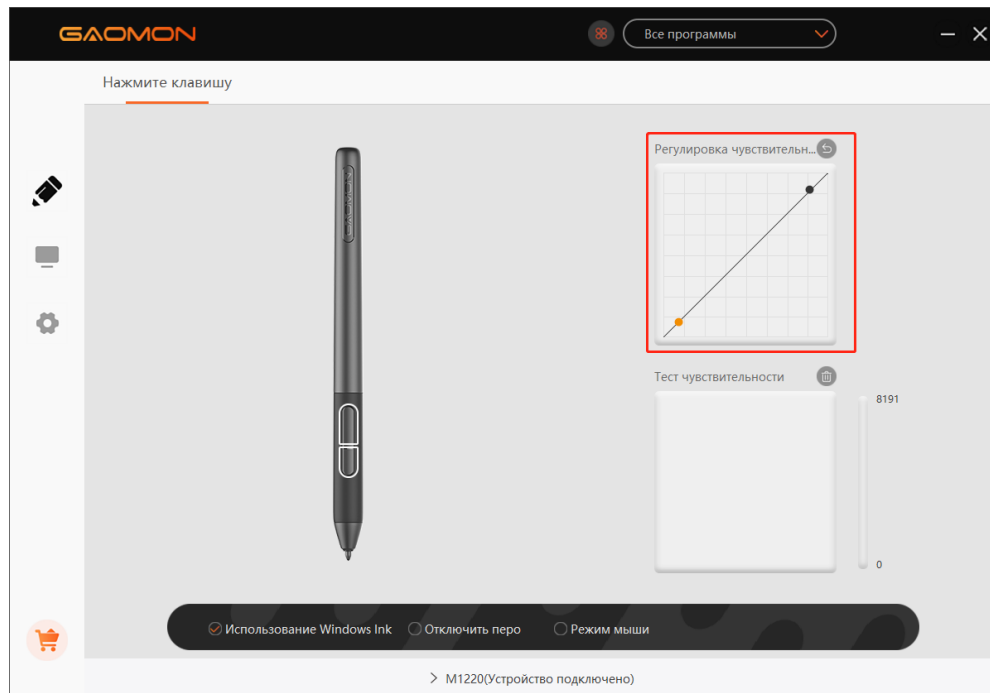 GAOMON
Все программы
Нажмите клавишу
GAOMON
Регулировка чувствительн...
Тест чувствительности
8191
0
Использование Windows Ink
Отключить перо
Режим мыши
M1220(Устройство подключено)